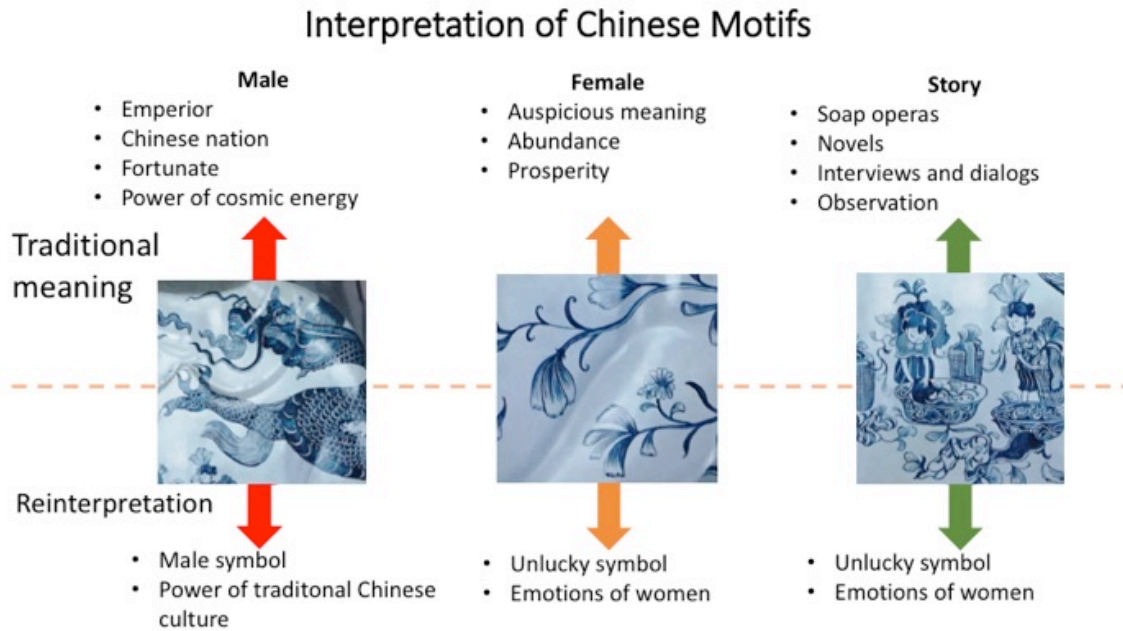 Interpretation of Chinese Motifs
Male
• Emperior
• Chinese nation
• Fortunate
• Power of cosmic energy
Female
• Auspicious meaning
• Abundance
• Prosperity
Story
• Soap operas
• Novels
• Interviews and dialogs
• Observation
Traditional
meaning
Reinterpretation
• Male symbol
• Power of traditonal Chinese
culture
• Unlucky symbol
• Emotions of women
• Unlucky symbol
• Emotions of women